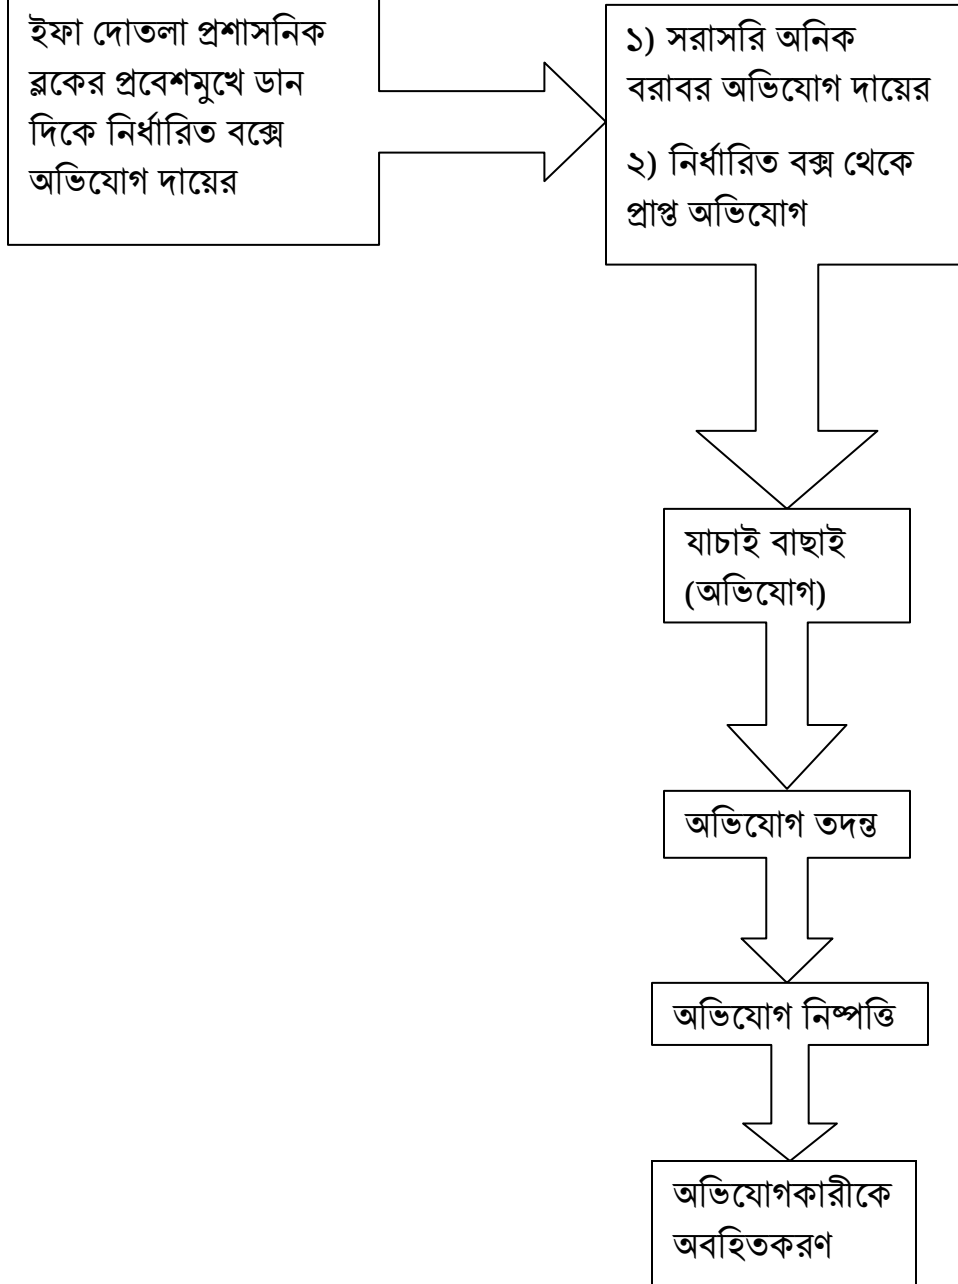 ইফা দোতলা প্রশাসনিক
ব্লকের প্রবেশমুখে ডান
দিকে নির্ধারিত বক্সে
অভিযোগ দায়ের
১) সরাসরি অনিক
বরাবর অভিযোগ দায়ের
২) নির্ধারিত বক্স থেকে
প্রাপ্ত অভিযোগ
যাচাই বাছাই
(অভিযোগ)
অভিযোগ তদন্ত
অভিযোগ নিষ্পত্তি
অভিযোগকারীকে
অবহিতকরণ